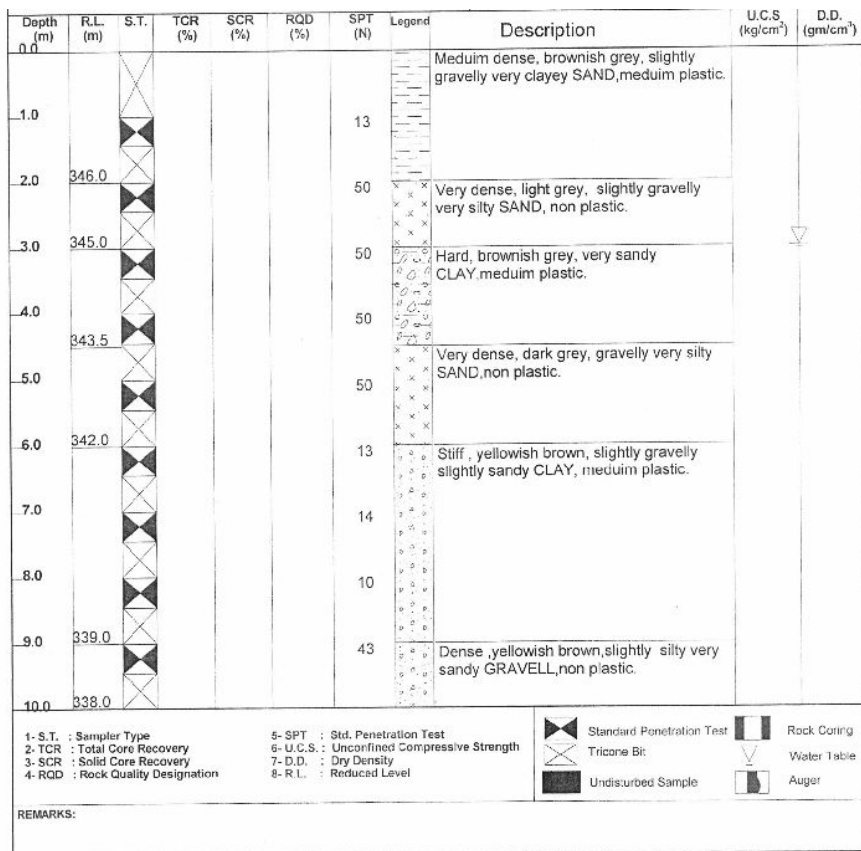 Depth (m) R.L. (m) S.T. TCR (%) SCR (%) RQD (%) SPT (N) Legend Description U.C.S (kg/cm²) D.D. (gm/cm³)
0.0
Meduim dense, brownish grey, slightly
gravelly very clayey SAND,meduim plastic.
1.0 13
346.0
2.0 50 Very dense, light grey, slightly gravelly
very silty SAND, non plastic.
345.0
3.0 50 Hard, brownish grey, very sandy
CLAY,meduim plastic.
4.0 50
343.5
Very dense, dark grey, gravelly very silty
SAND,non plastic.
5.0 50
342.0
6.0 13 Stiff , yellowish brown, slightly gravelly
slightly sandy CLAY, meduim plastic.
7.0 14
8.0 10
339.0
9.0 43 Dense ,yellowish brown,slightly silty very
sandy GRAVELL,non plastic.
10.0 338.0
1- S.T. : Sampler Type
2- TCR : Total Core Recovery
3- SCR : Solid Core Recovery
4- RQD : Rock Quality Designation
5- SPT : Std. Penetration Test
6- U.C.S. : Unconfined Compressive Strength
7- D.D. : Dry Density
8- R.L. : Reduced Level
Standard Penetration Test
Tricone Bit
Undisturbed Sample
Rock Coring
Water Table
Auger
REMARKS: